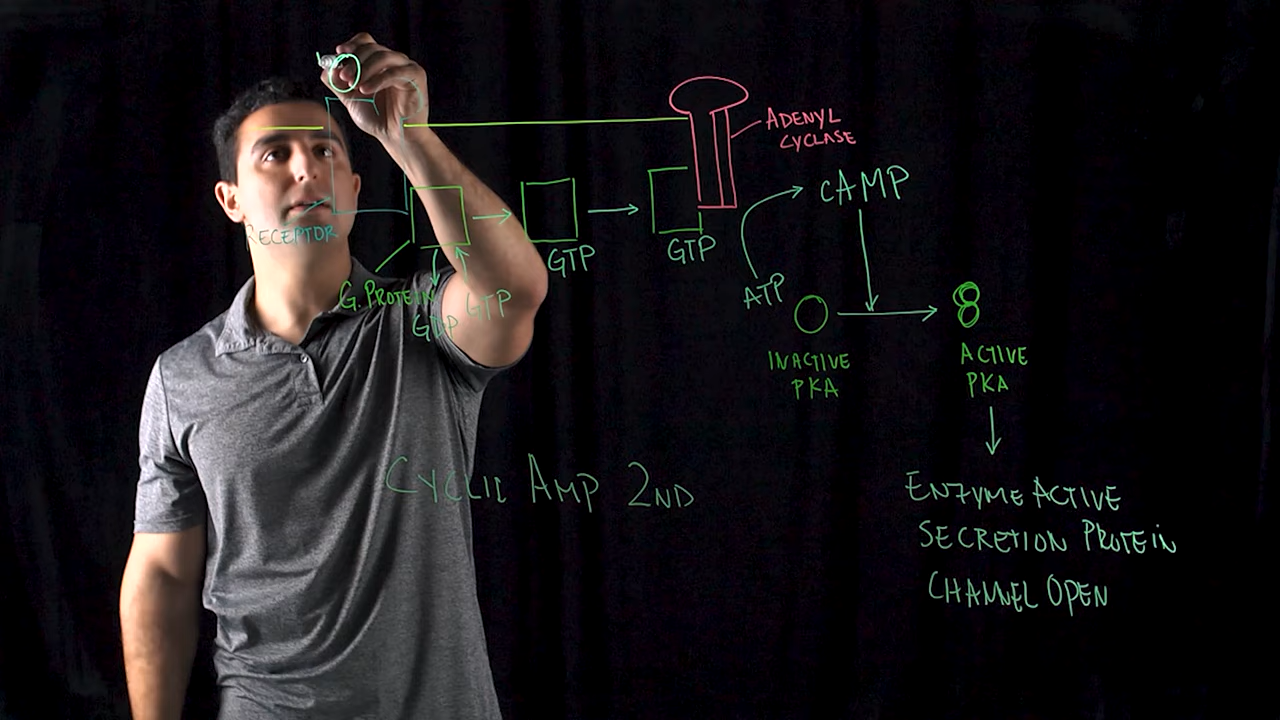 ADENYL
CYCLASE
cAMP
RECEPTOR
GTP
GTP
G. PROTEIN
GDP
GTP
ATP
INACTIVE
PKA
ACTIVE
PKA
CYCLIC AMP 2ND
ENZYME ACTIVE
SECRETION PROTEIN
CHANNEL OPEN